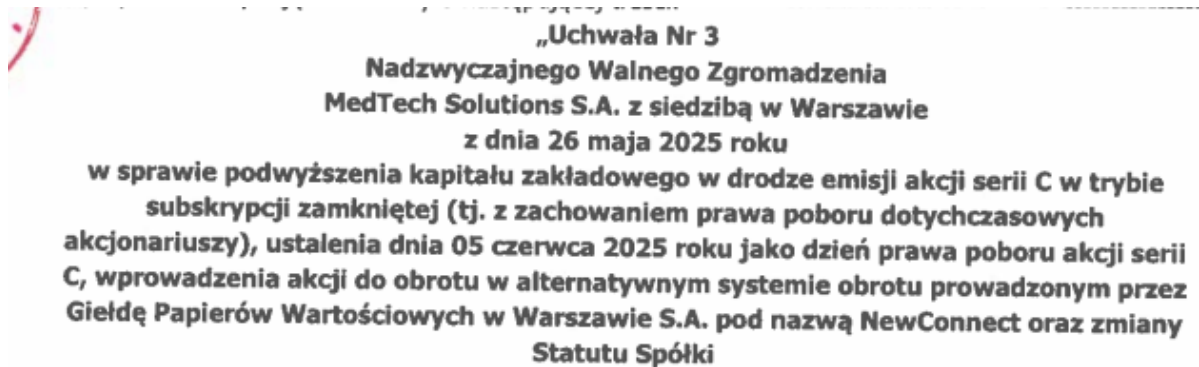 „Uchwała Nr 3
Nadzwyczajnego Walnego Zgromadzenia
MedTech Solutions S.A. z siedzibą w Warszawie
z dnia 26 maja 2025 roku
w sprawie podwyższenia kapitału zakładowego w drodze emisji akcji serii C w trybie
subskrypcji zamkniętej (tj. z zachowaniem prawa poboru dotychczasowych
akcjonariuszy), ustalenia dnia 05 czerwca 2025 roku jako dzień prawa poboru akcji serii
C, wprowadzenia akcji do obrotu w alternatywnym systemie obrotu prowadzonym przez
Giełdę Papierów Wartościowych w Warszawie S.A. pod nazwą NewConnect oraz zmiany
Statutu Spółki